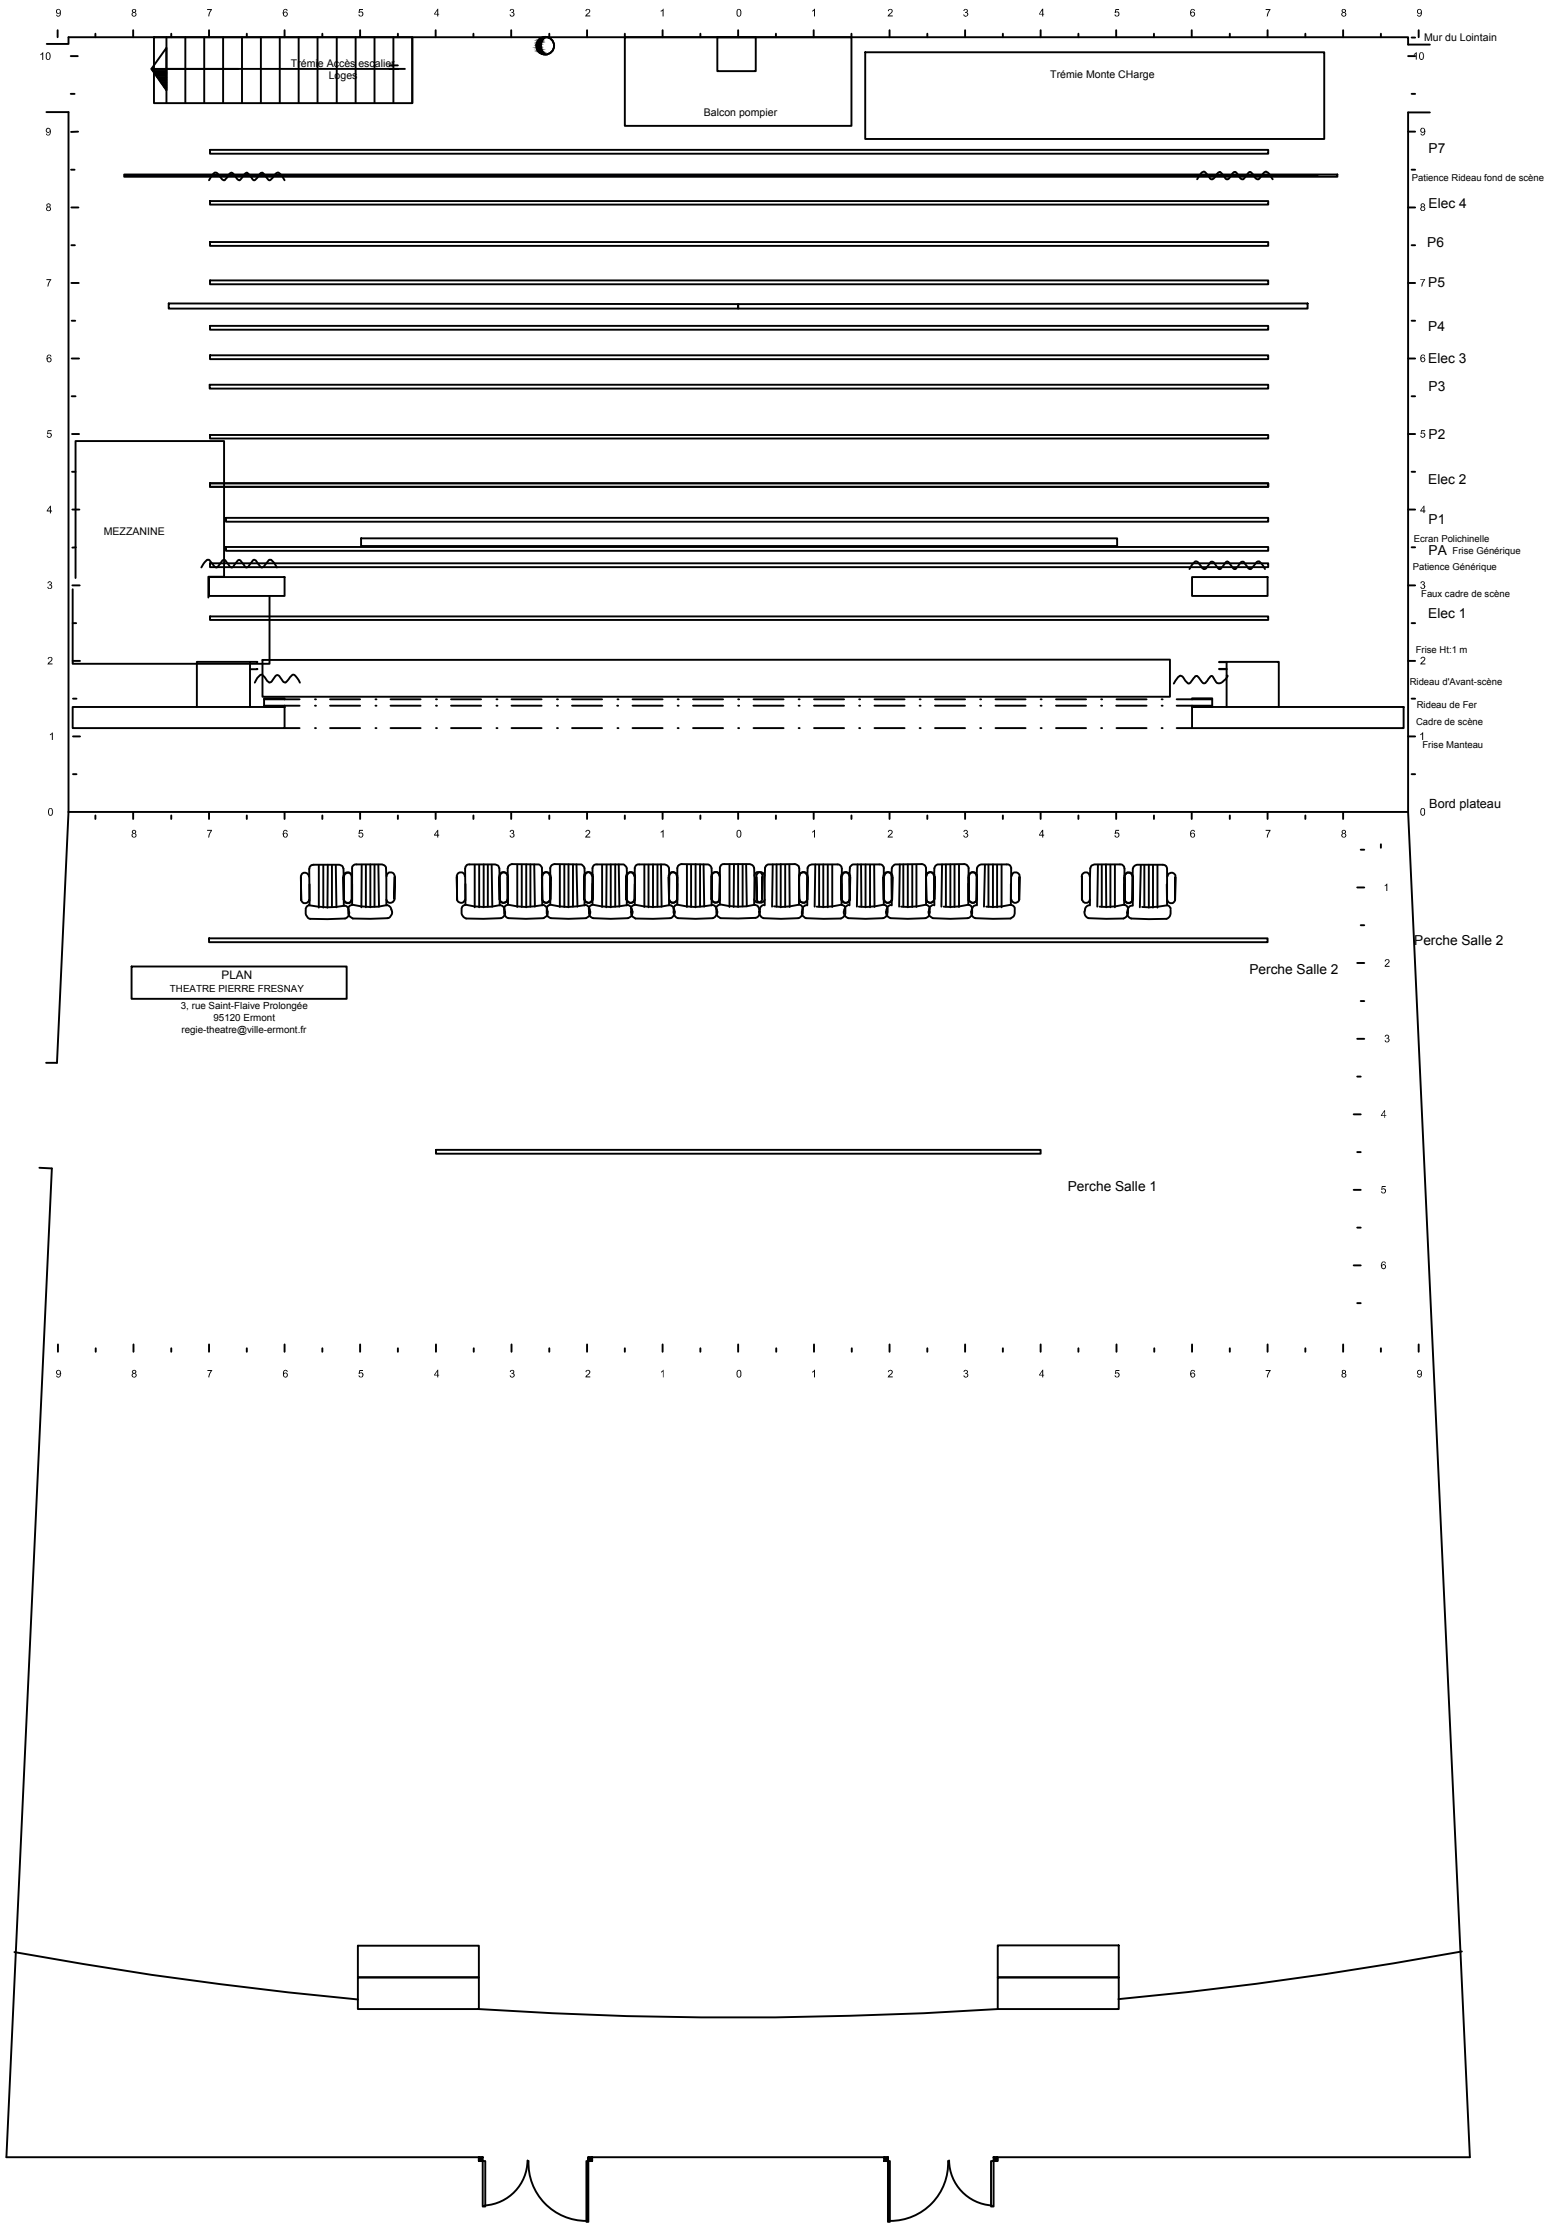 9 8 7 6 5 4 3 2 1 0 1 2 3 4 5 6 7 8 9
Mur du Lointain
10
10
Trémie Accès escalier
Loges
Trémie Monte CHarge
Balcon pompier
9
9
P7
Patience Rideau fond de scène
8
8
Elec 4
P6
7
7
P5
P4
6
6
Elec 3
P3
5
5
P2
Elec 2
4
4
P1
MEZZANINE
Ecran Polichinelle
PA Frise Générique
Patience Générique
3
3
Faux cadre de scène
Elec 1
Frise Ht:1 m
2
2
Rideau d'Avant-scène
Rideau de Fer
Cadre de scène
1
1
Frise Manteau
Bord plateau
0
0
8 7 6 5 4 3 2 1 0 1 2 3 4 5 6 7 8
1
Perche Salle 2
Perche Salle 2
2
PLAN
THEATRE PIERRE FRESNAY
3, rue Saint-Flaive Prolongée
95120 Ermont
regie-theatre@ville-ermont.fr
3
4
Perche Salle 1
5
6
9 8 7 6 5 4 3 2 1 0 1 2 3 4 5 6 7 8 9